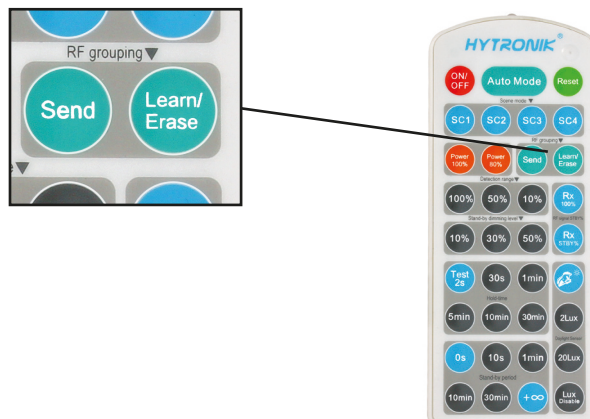 RF grouping▼
Send
Learn/
Erase
HYTRONIK®
ON/
OFF
Auto Mode
Reset
Scene mode ▼
SC1 SC2 SC3 SC4
RF grouping▼
Power
100%
Power
80%
Send
Learn/
Erase
Detection range▼
100% 50% 10%
Rx
100%
Stand-by dimming level▼
10% 30% 50%
Rx
STBY%
Test
2s
30s 1min
Hold-time
5min 10min 30min 2Lux
Daylight Sensor
0s 10s 1min 20Lux
Stand-by period
10min 30min +∞
Lux
Disable